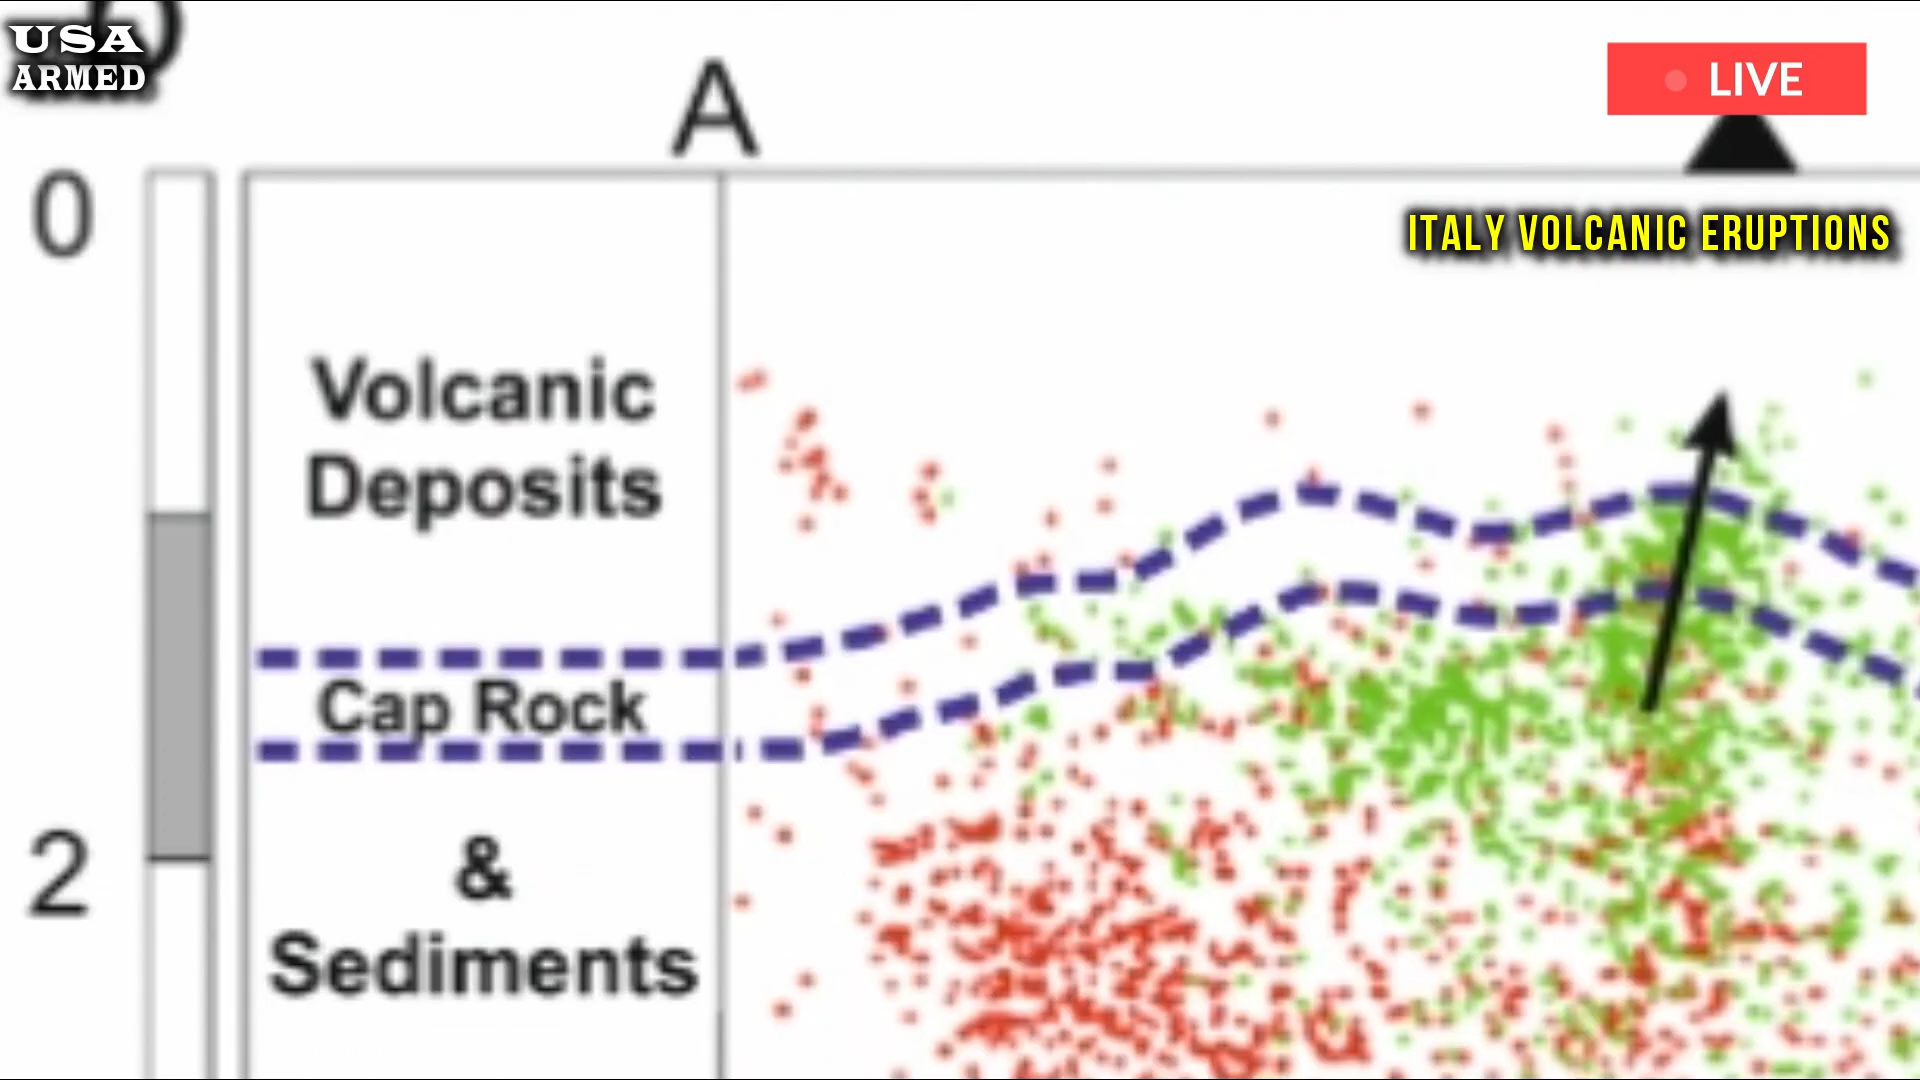 USA
ARMED
A
LIVE
0
ITALY VOLCANIC ERUPTIONS
Volcanic
Deposits
Cap Rock
2
&
Sediments